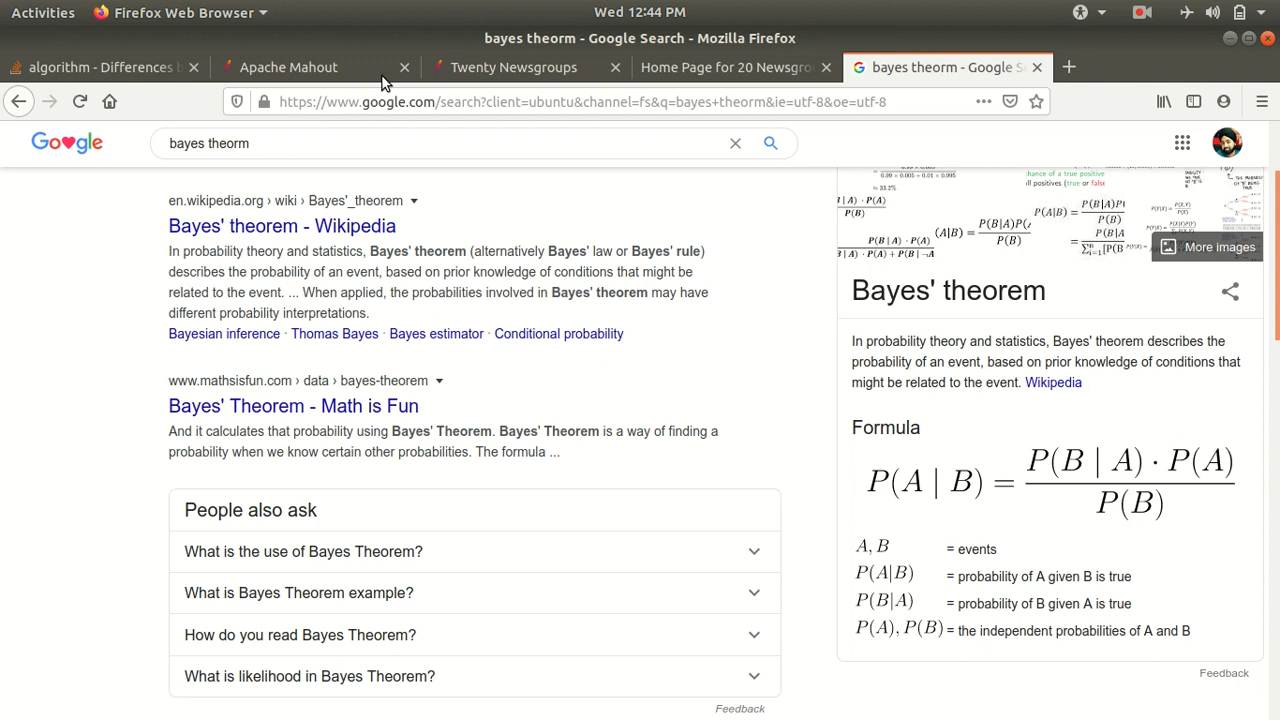 Activities Firefox Web Browser Wed 12:44 PM
bayes theorm - Google Search - Mozilla Firefox
algorithm - Differences b Apache Mahout Twenty Newsgroups Home Page for 20 Newsgro bayes theorm - Google S
https://www.google.com/search?client=ubuntu&channel=fs&q=bayes+theorm&ie=utf-8&oe=utf-8
Go♥gle bayes theorm
en.wikipedia.org › wiki › Bayes'_theorem
Bayes' theorem - Wikipedia
In probability theory and statistics, Bayes' theorem (alternatively Bayes' law or Bayes' rule)
describes the probability of an event, based on prior knowledge of conditions that might be
related to the event. ... When applied, the probabilities involved in Bayes' theorem may have
different probability interpretations.
Bayesian inference · Thomas Bayes · Bayes estimator · Conditional probability
www.mathsisfun.com › data › bayes-theorem
Bayes' Theorem - Math is Fun
And it calculates that probability using Bayes' Theorem. Bayes' Theorem is a way of finding a
probability when we know certain other probabilities. The formula ...
People also ask
What is the use of Bayes Theorem?
What is Bayes Theorem example?
How do you read Bayes Theorem?
What is likelihood in Bayes Theorem?
Feedback
More images
Bayes' theorem
In probability theory and statistics, Bayes' theorem describes the
probability of an event, based on prior knowledge of conditions that
might be related to the event. Wikipedia
Formula
P(A | B) = P(B | A) · P(A) / P(B)
A, B = events
P(A|B) = probability of A given B is true
P(B|A) = probability of B given A is true
P(A), P(B) = the independent probabilities of A and B
Feedback